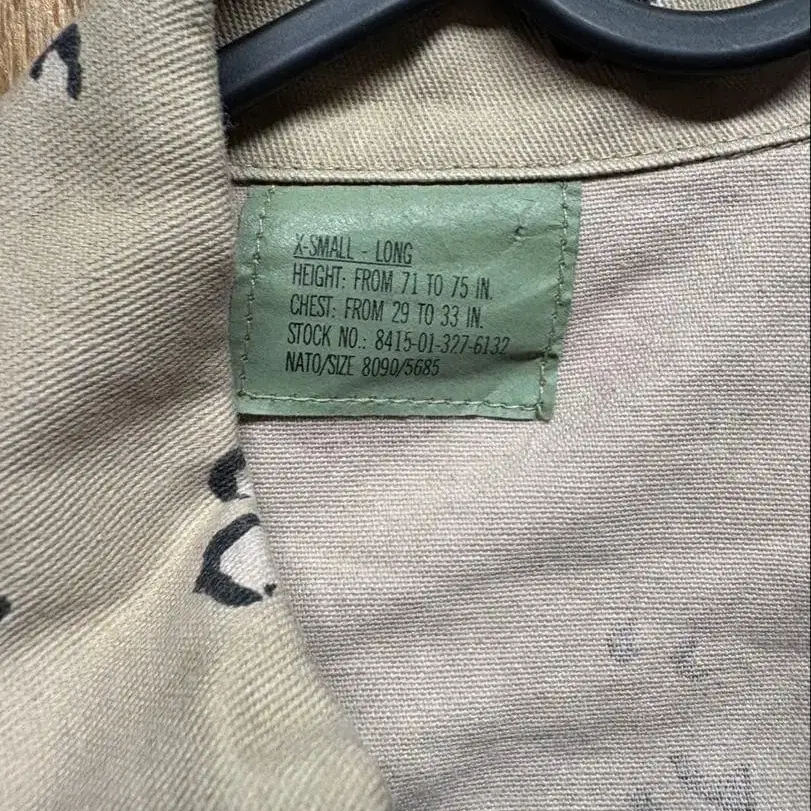 X-SMALL - LONG
HEIGHT: FROM 71 TO 75 IN.
CHEST: FROM 29 TO 33 IN.
STOCK NO.: 8415-01-327-6132
NATO/SIZE 8090/5685